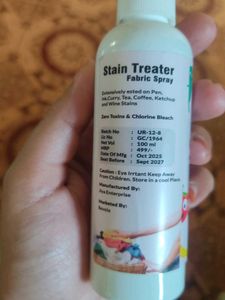 Stain Treater
Fabric Spray
Extensively ested on Pen,
Ink,Curry, Tea, Coffee, Ketchup
and Wine Stains
Zero Toxins & Chlorine Bleach
Batch No : UR-12-8
Lic No : GC/1964
Net Vol : 100 ml
MRP : 499/-
Date Of Mfg : Oct 2025
Best Before : Sept 2027
Caution : Eye Irritant Keep Away
From Children. Store in a cool Place
Manufactured By:
Enterprise
Marketed By: